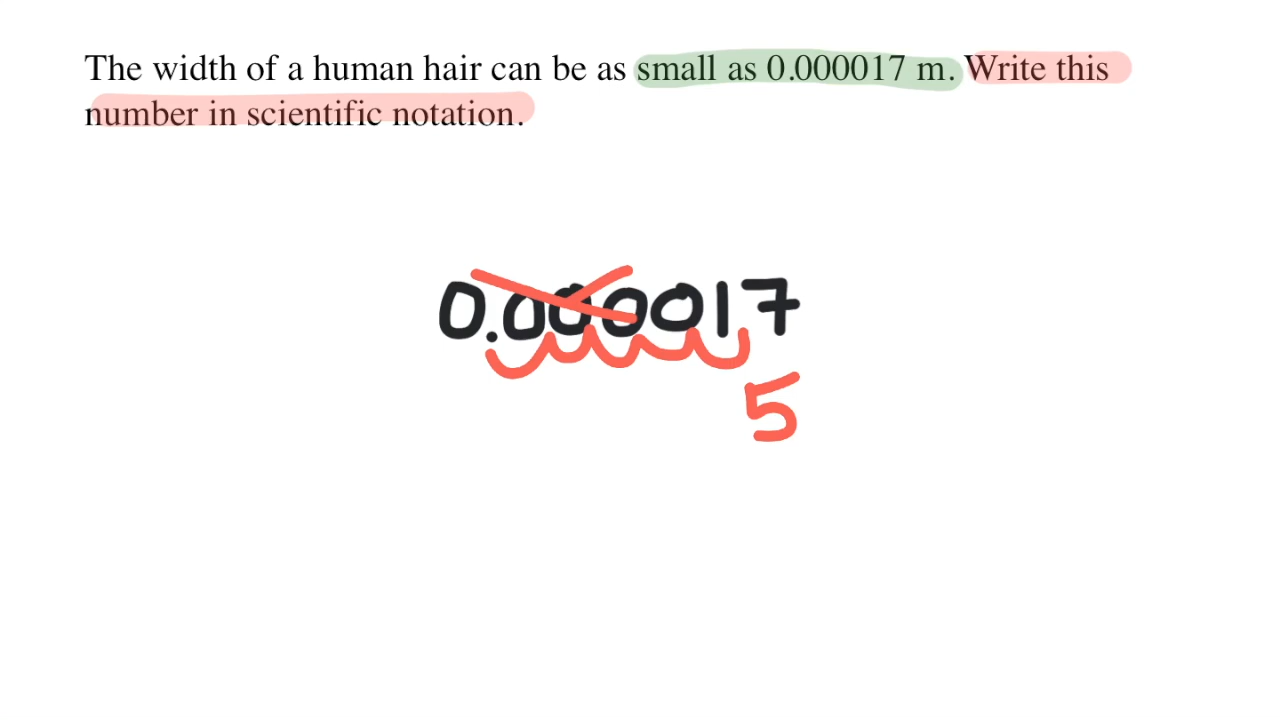 The width of a human hair can be as small as 0.000017 m. Write this
number in scientific notation.
0.000017
5